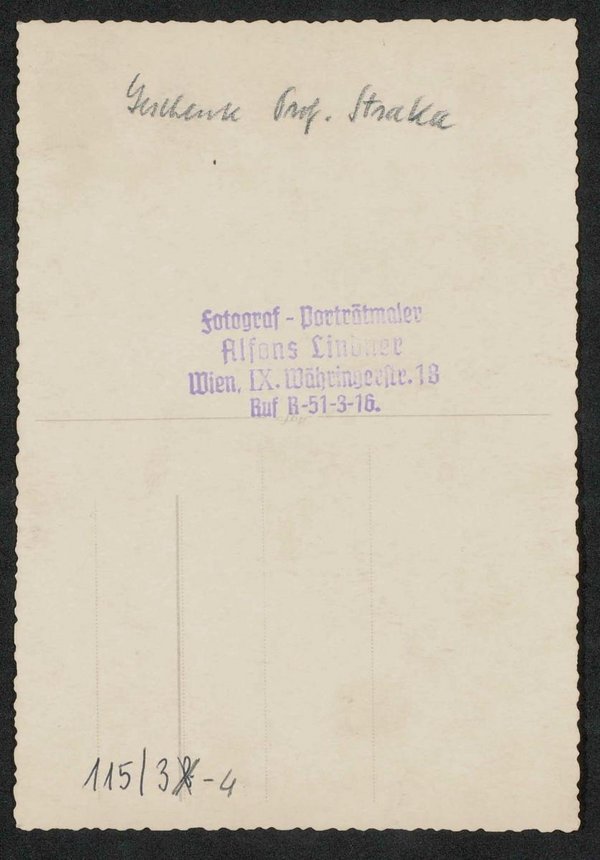 Geschenk Prof. Straka
Fotograf - Porträtmaler
Alfons Lindner
Wien, IX. Währingerstr. 18
Ruf R-51-3-16.
115/3 -4